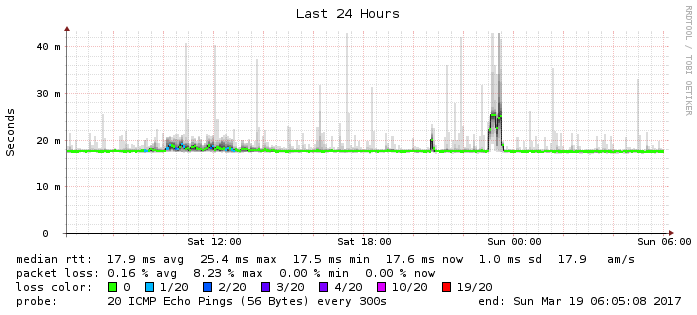 Last 24 Hours
RRDTOOL / TOBI OETIKER
Seconds
40 m
30 m
20 m
10 m
0
Sat 12:00 Sat 18:00 Sun 00:00 Sun 06:00
median rtt: 17.9 ms avg 25.4 ms max 17.5 ms min 17.6 ms now 1.0 ms sd 17.9 am/s
packet loss: 0.16 % avg 8.23 % max 0.00 % min 0.00 % now
loss color: 0 1/20 2/20 3/20 4/20 10/20 19/20
probe: 20 ICMP Echo Pings (56 Bytes) every 300s end: Sun Mar 19 06:05:08 2017